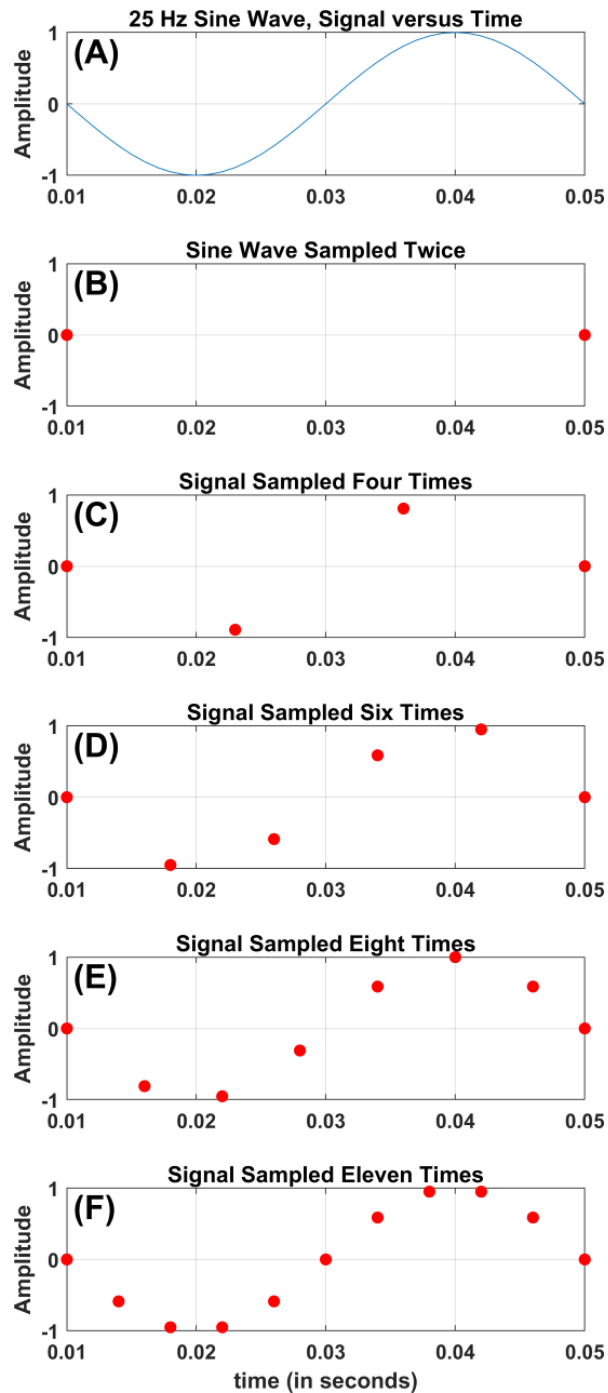 25 Hz Sine Wave, Signal versus Time
(A)
Amplitude
1
0
-1
0.01 0.02 0.03 0.04 0.05
Sine Wave Sampled Twice
(B)
Amplitude
1
0
-1
0.01 0.02 0.03 0.04 0.05
Signal Sampled Four Times
(C)
Amplitude
1
0
-1
0.01 0.02 0.03 0.04 0.05
Signal Sampled Six Times
(D)
Amplitude
1
0
-1
0.01 0.02 0.03 0.04 0.05
Signal Sampled Eight Times
(E)
Amplitude
1
0
-1
0.01 0.02 0.03 0.04 0.05
Signal Sampled Eleven Times
(F)
Amplitude
1
0
-1
0.01 0.02 0.03 0.04 0.05
time (in seconds)